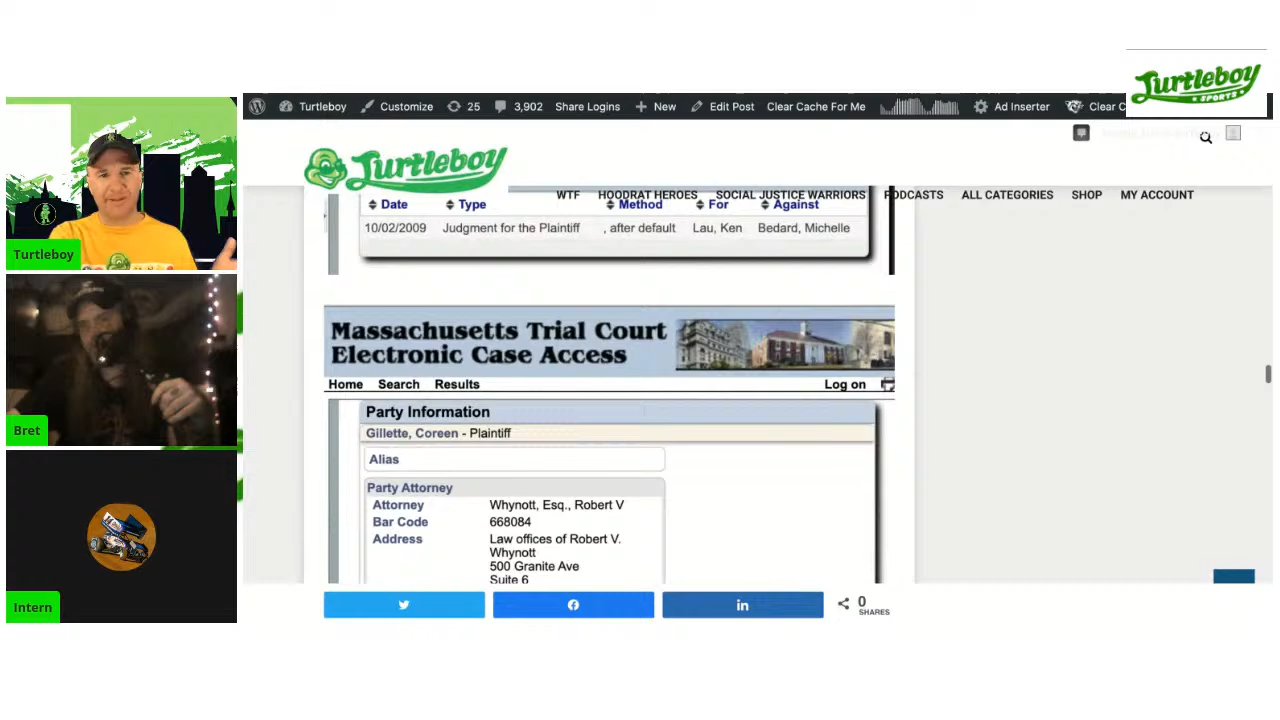 Turtleboy
SPORTS
Turtleboy
Customize
25
3,902
Share Logins
New
Edit Post
Clear Cache For Me
Ad Inserter
Clear C
Turtleboy
WTF
HOODRAT HEROES
SOCIAL JUSTICE WARRIORS
PODCASTS
ALL CATEGORIES
SHOP
MY ACCOUNT
Date Type Method For Against
10/02/2009 Judgment for the Plaintiff , after default Lau, Ken Bedard, Michelle
Massachusetts Trial Court
Electronic Case Access
Home Search Results Log on
Party Information
Gillette, Coreen - Plaintiff
Alias
Party Attorney
Attorney Whynott, Esq., Robert V
Bar Code 668084
Address Law offices of Robert V.
Whynott
500 Granite Ave
Suite 6
0
SHARES
Turtleboy
Bret
Intern